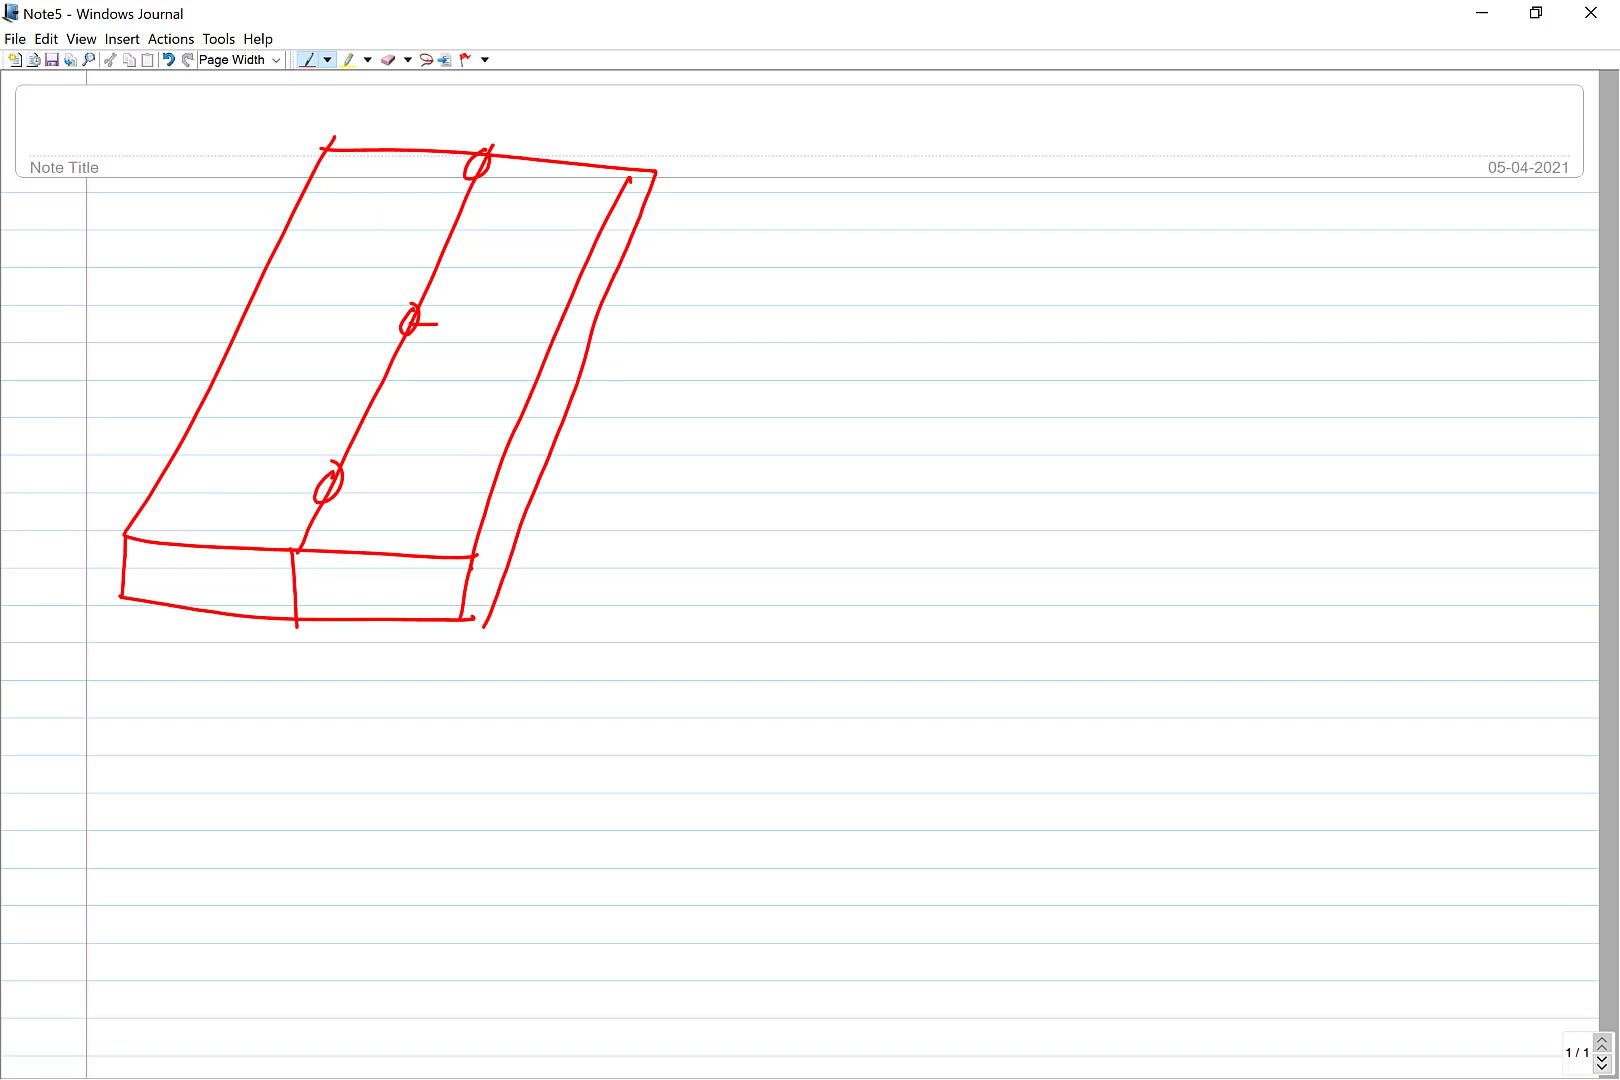 Note5 - Windows Journal
File Edit View Insert Actions Tools Help
Page Width
Note Title
05-04-2021
1 / 1